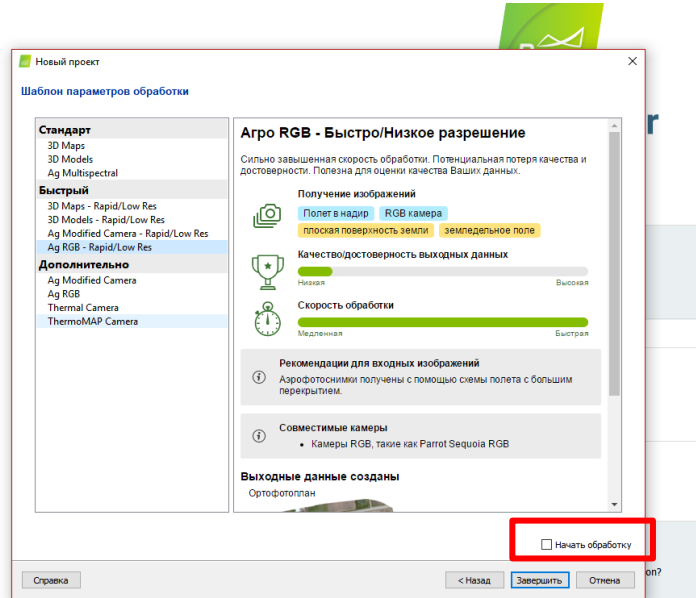 Новый проект
Шаблон параметров обработки
Стандарт
3D Maps
3D Models
Ag Multispectral
Быстрый
3D Maps - Rapid/Low Res
3D Models - Rapid/Low Res
Ag Modified Camera - Rapid/Low Res
Ag RGB - Rapid/Low Res
Дополнительно
Ag Modified Camera
Ag RGB
Thermal Camera
ThermoMAP Camera
Агро RGB - Быстро/Низкое разрешение
Сильно завышенная скорость обработки. Потенциальная потеря качества и
достоверности. Полезна для оценки качества Ваших данных.
Получение изображений
Полет в надир RGB камера
плоская поверхность земли земледельное поле
Качество/достоверность выходных данных
Низкая Высокая
Скорость обработки
Медленная Быстрая
Рекомендации для входных изображений
Аэрофотоснимки получены с помощью схемы полета с большим
перекрытием.
Совместимые камеры
• Камеры RGB, такие как Parrot Sequoia RGB
Выходные данные созданы
Ортофотоплан
Начать обработку
Справка < Назад Завершить Отмена
r
on?